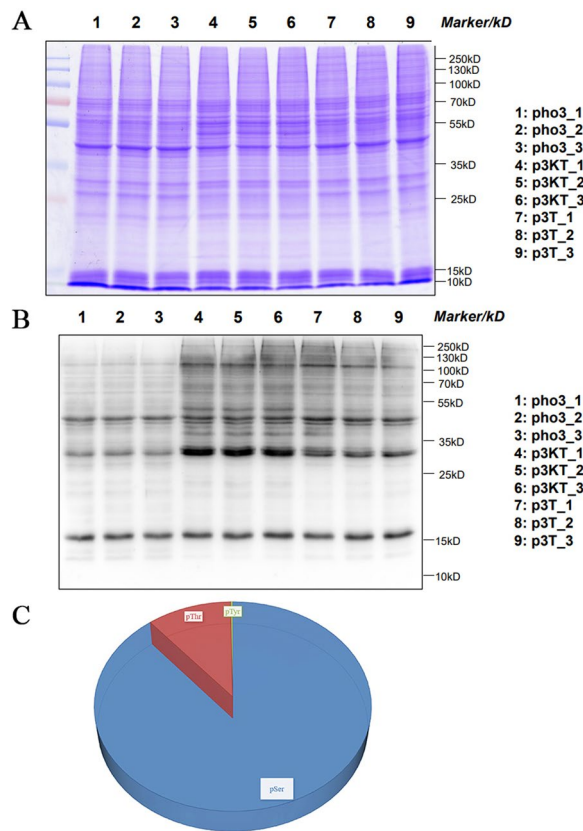 A
1 2 3 4 5 6 7 8 9 Marker/kD
250kD
130kD
100kD
70kD
55kD
35kD
25kD
15kD
10kD
1: pho3_1
2: pho3_2
3: pho3_3
4: p3KT_1
5: p3KT_2
6: p3KT_3
7: p3T_1
8: p3T_2
9: p3T_3
B
1 2 3 4 5 6 7 8 9 Marker/kD
250kD
130kD
100kD
70kD
55kD
35kD
25kD
15kD
10kD
1: pho3_1
2: pho3_2
3: pho3_3
4: p3KT_1
5: p3KT_2
6: p3KT_3
7: p3T_1
8: p3T_2
9: p3T_3
C
pThr
pTyr
pSer